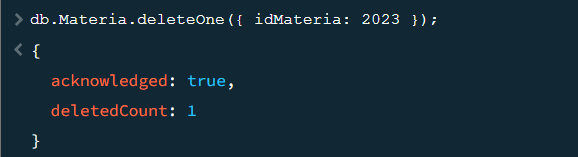 > db.Materia.deleteOne({ idMateria: 2023 });
< {
acknowledged: true,
deletedCount: 1
}